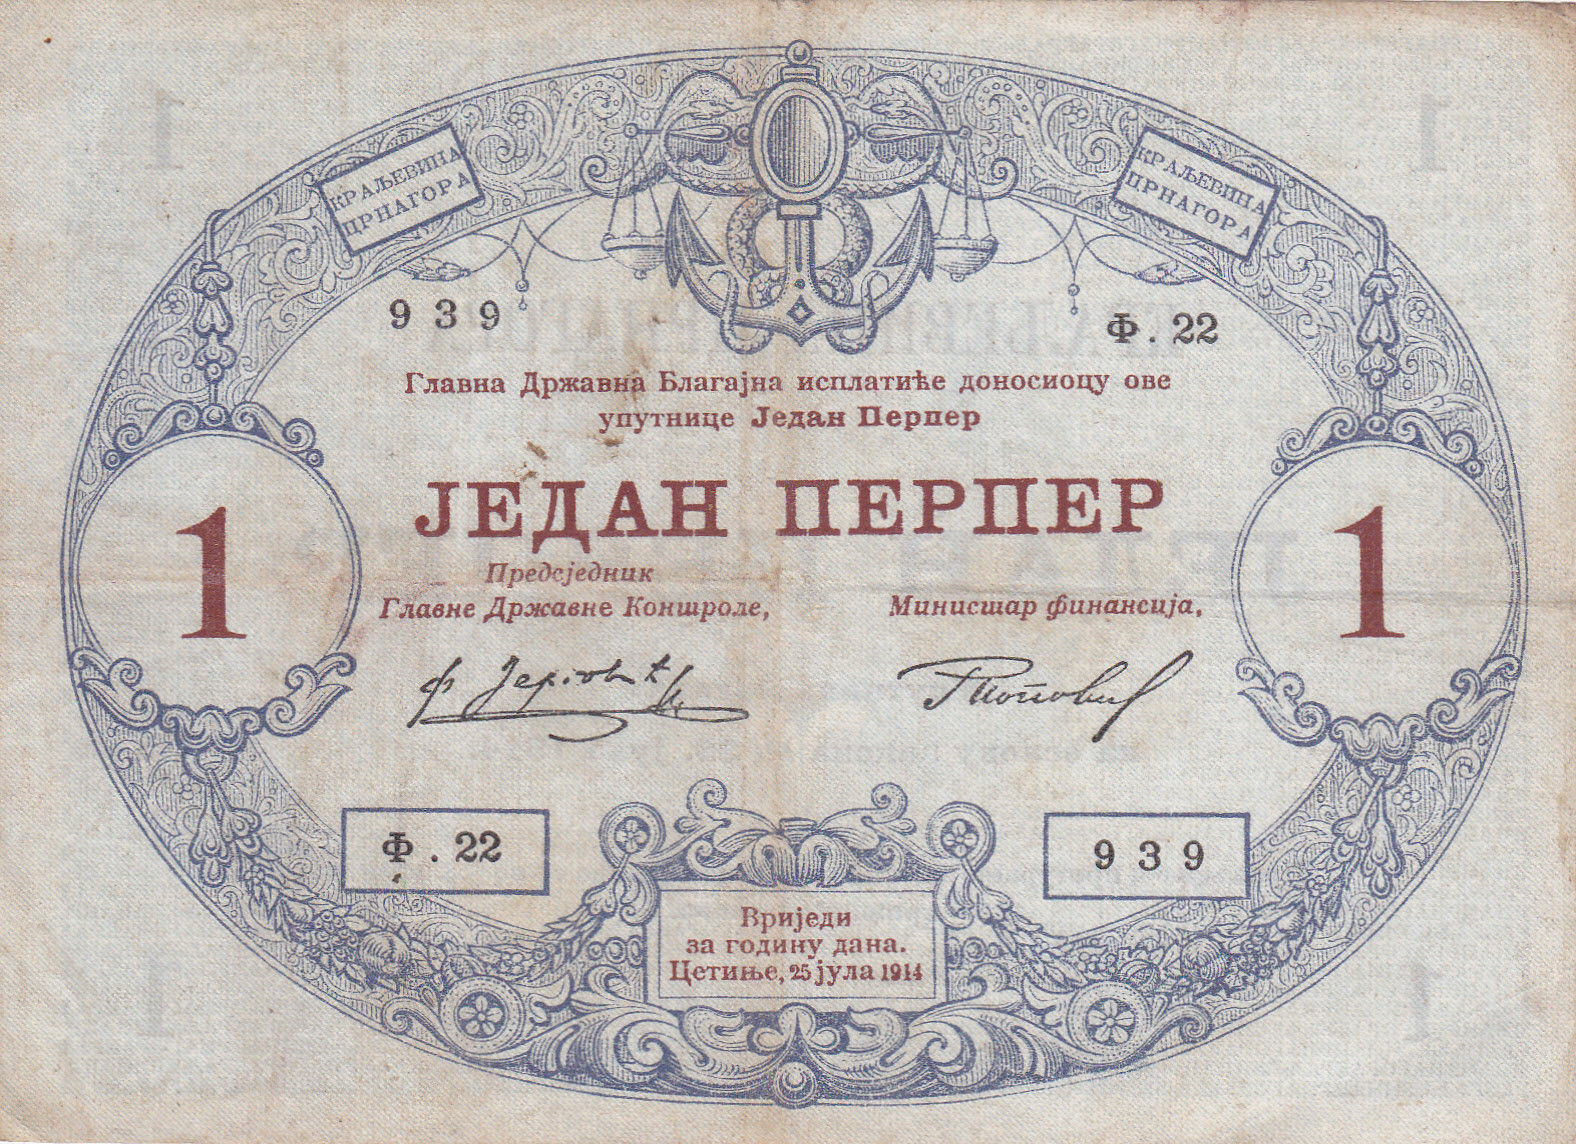 КРАЉЕВИНА
ЦРНАГОРА
КРАЉЕВИНА
ЦРНАГОРА
939
Ф. 22
Главна Државна Благајна исплатиће доносиоцу ове
упутнице Један Перпер
ЈЕДАН ПЕРПЕР
1
1
Предсједник
Главне Државне Контроле,
Министар финансија,
Ф. 22
939
Вриједи
за годину дана.
Цетиње, 25 јула 1914